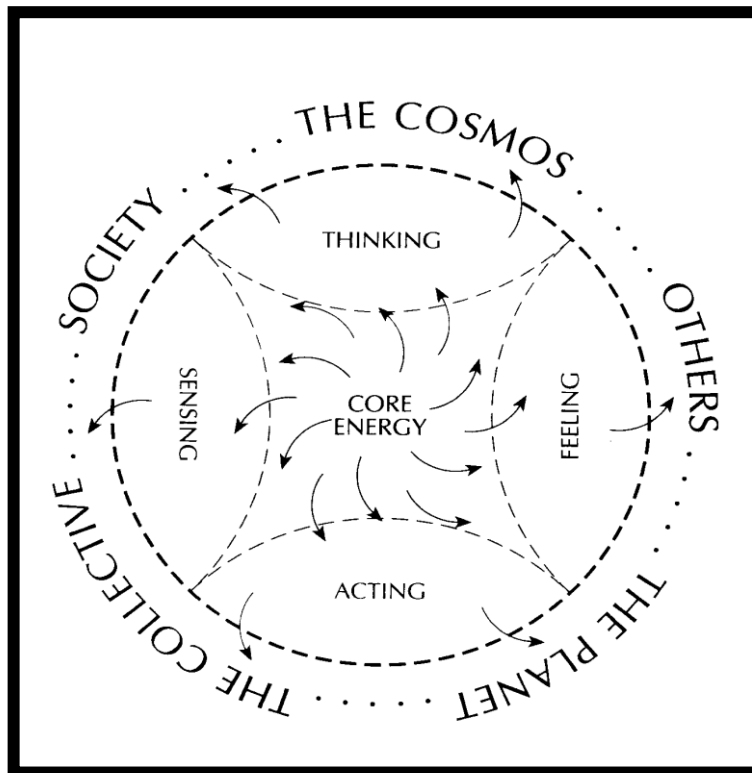 THE COSMOS
SOCIETY
OTHERS
THINKING
SENSING
CORE
ENERGY
FEELING
ACTING
THE COLLECTIVE
THE PLANET